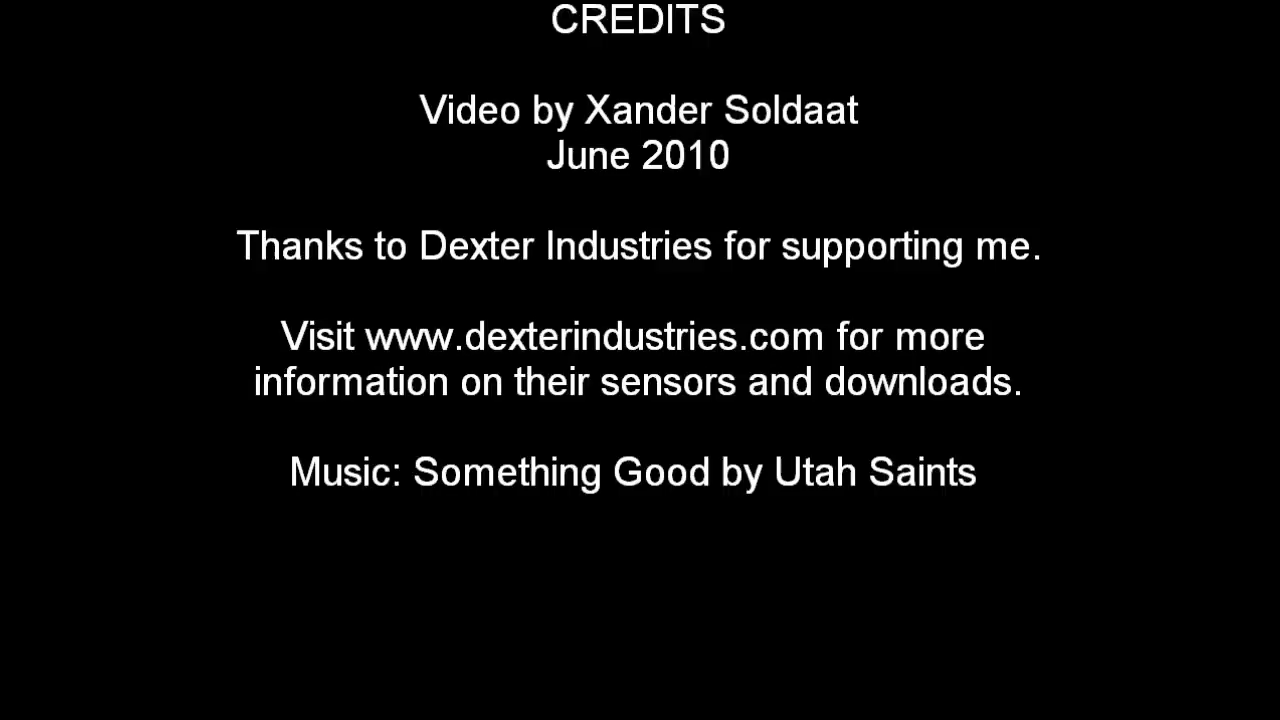 CREDITS
Video by Xander Soldaat
June 2010
Thanks to Dexter Industries for supporting me.
Visit www.dexterindustries.com for more
information on their sensors and downloads.
Music: Something Good by Utah Saints